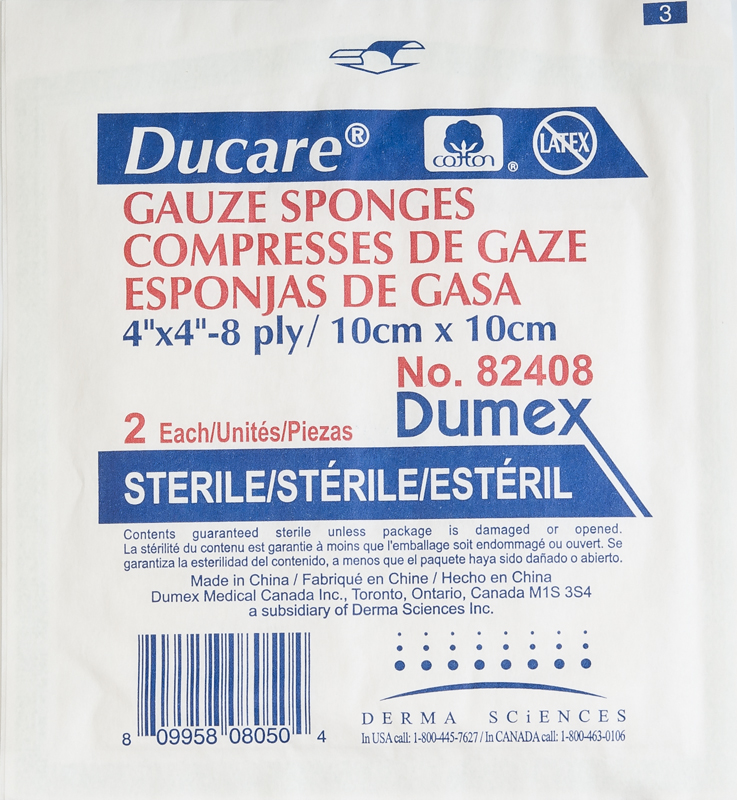 3
Ducare®
cotton ®
LATEX
GAUZE SPONGES
COMPRESSES DE GAZE
ESPONJAS DE GASA
4"x4"-8 ply/ 10cm x 10cm
No. 82408
2 Each/Unités/Piezas
Dumex
STERILE/STÉRILE/ESTÉRIL
Contents guaranteed sterile unless package is damaged or opened.
La stérilité du contenu est garantie à moins que l'emballage soit endommagé ou ouvert. Se
garantiza la esterilidad del contenido, a menos que el paquete haya sido dañado o abierto.
Made in China / Fabriqué en Chine / Hecho en China
Dumex Medical Canada Inc., Toronto, Ontario, Canada M1S 3S4
a subsidiary of Derma Sciences Inc.
8 09958 08050 4
DERMA SCiENCES
In USA call: 1-800-445-7627 / In CANADA call: 1-800-463-0106